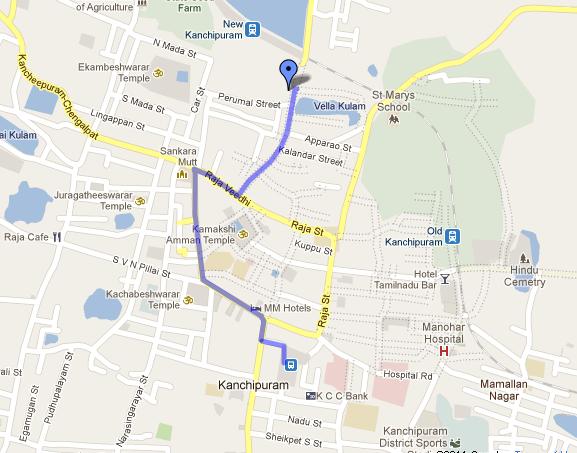 of Agriculture
Farm
New
Kanchipuram
N Mada St
Ekambeshwarar
Temple
Car St
Perumal Street
St Marys
School
Vella Kulam
S Mada St
Lingappan St
Kancheepuram-Chengalpat
Apparao St
Kalandar Street
ai Kulam
Sankara
Mutt
Raja Veedhi
Juragatheeswarar
Temple
Raja St
Kamakshi
Amman Temple
Raja Cafe
Kuppu St
Old
Kanchipuram
S V N Pillai St
Hotel
Tamilnadu Bar
Hindu
Cemetry
Kachabeshwarar
Temple
MM Hotels
Raja St
Manohar
Hospital
H
Kanchipuram
Hospital Rd
K C C Bank
Mamallan
Nagar
Egamugan St
Pudhupalayam St
Narasingarayar St
Nadu St
Sheikpet S St
Kanchipuram
District Sports